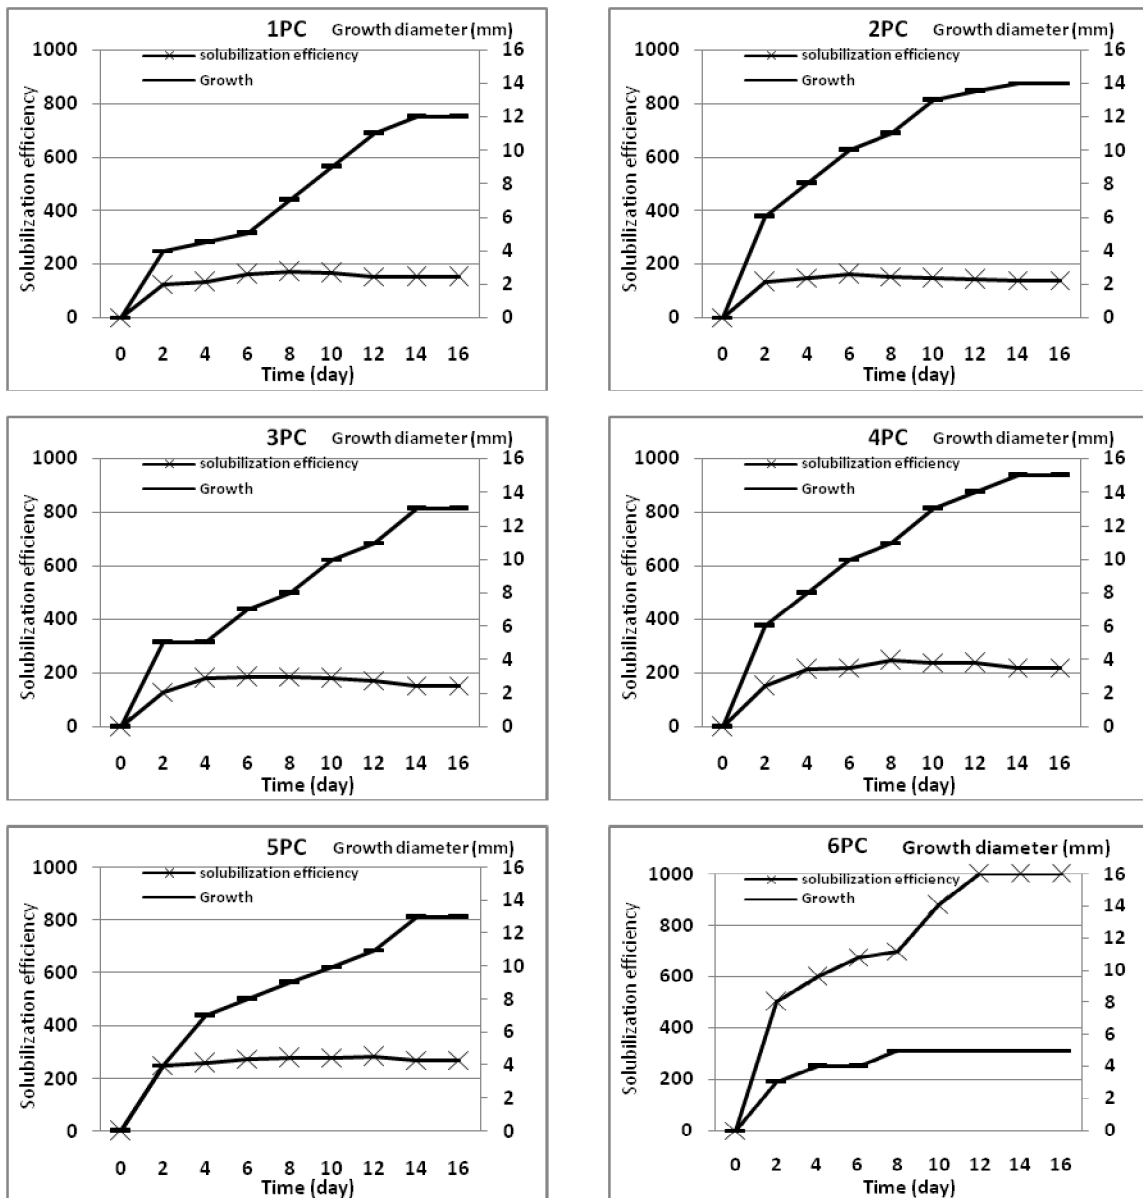 1PC Growth diameter (mm)
solubilization efficiency
Growth
Solubilization efficiency
1000
800
600
400
200
0
16
14
12
10
8
6
4
2
0
0 2 4 6 8 10 12 14 16
Time (day)
2PC Growth diameter (mm)
solubilization efficiency
Growth
Solubilization efficiency
1000
800
600
400
200
0
16
14
12
10
8
6
4
2
0
0 2 4 6 8 10 12 14 16
Time (day)
3PC Growth diameter (mm)
solubilization efficiency
Growth
Solubilization efficiency
1000
800
600
400
200
0
16
14
12
10
8
6
4
2
0
0 2 4 6 8 10 12 14 16
Time (day)
4PC Growth diameter (mm)
solubilization efficiency
Growth
Solubilization efficiency
1000
800
600
400
200
0
16
14
12
10
8
6
4
2
0
0 2 4 6 8 10 12 14 16
Time (day)
5PC Growth diameter (mm)
solubilization efficiency
Growth
Solubilization efficiency
1000
800
600
400
200
0
16
14
12
10
8
6
4
2
0
0 2 4 6 8 10 12 14 16
Time (day)
6PC Growth diameter (mm)
solubilization efficiency
Growth
Solubilization efficiency
1000
800
600
400
200
0
16
14
12
10
8
6
4
2
0
0 2 4 6 8 10 12 14 16
Time (day)